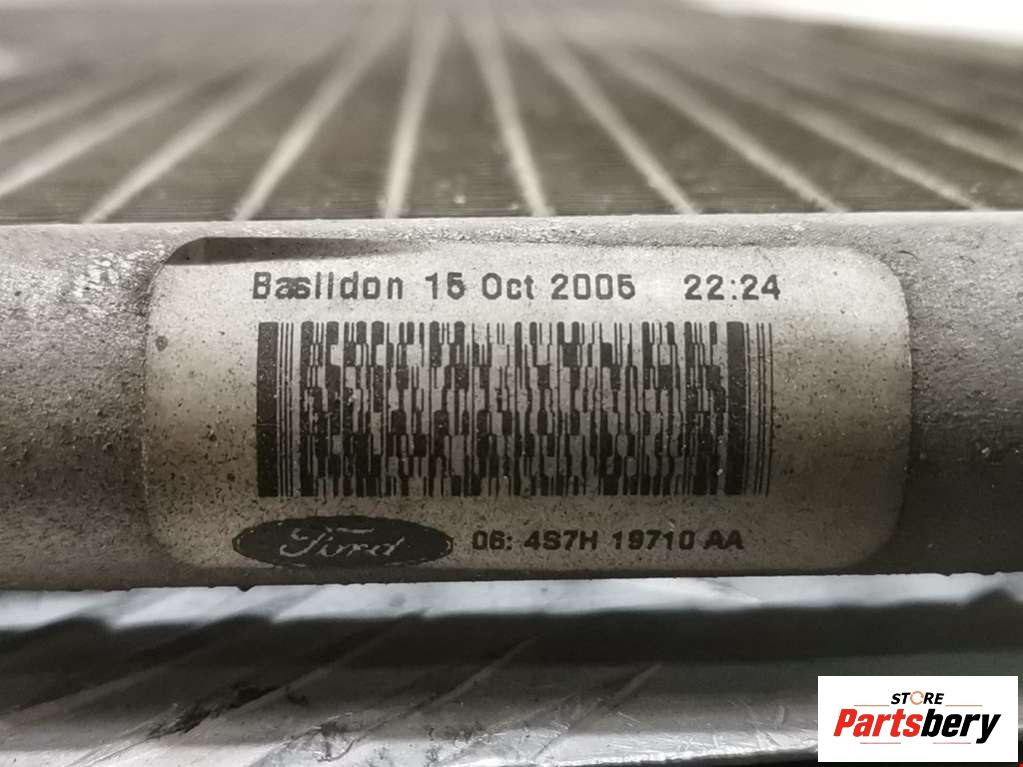 Basildon 15 Oct 2005 22:24
Ford 06: 4S7H 19710 AA
STORE
Partsbery